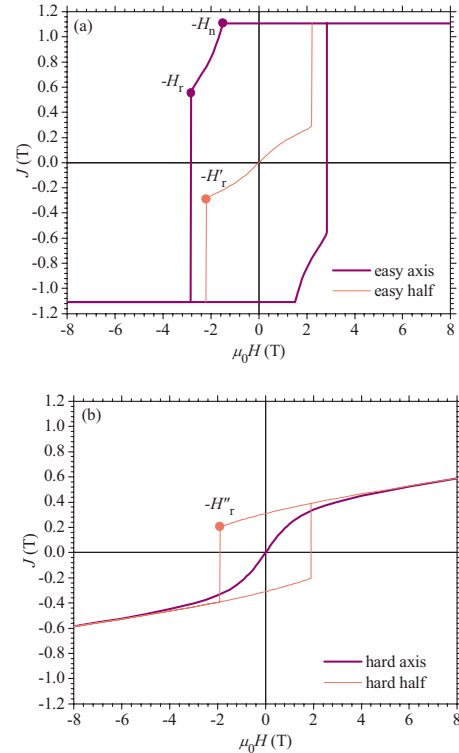 (a)
-Hn
-Hr
-H′r
J (T)
1.2
1.0
0.8
0.6
0.4
0.2
0.0
-0.2
-0.4
-0.6
-0.8
-1.0
-1.2
easy axis
easy half
-8 -6 -4 -2 0 2 4 6 8
μ0H (T)
(b)
-H″r
J (T)
1.2
1.0
0.8
0.6
0.4
0.2
0.0
-0.2
-0.4
-0.6
-0.8
-1.0
-1.2
hard axis
hard half
-8 -6 -4 -2 0 2 4 6 8
μ0H (T)